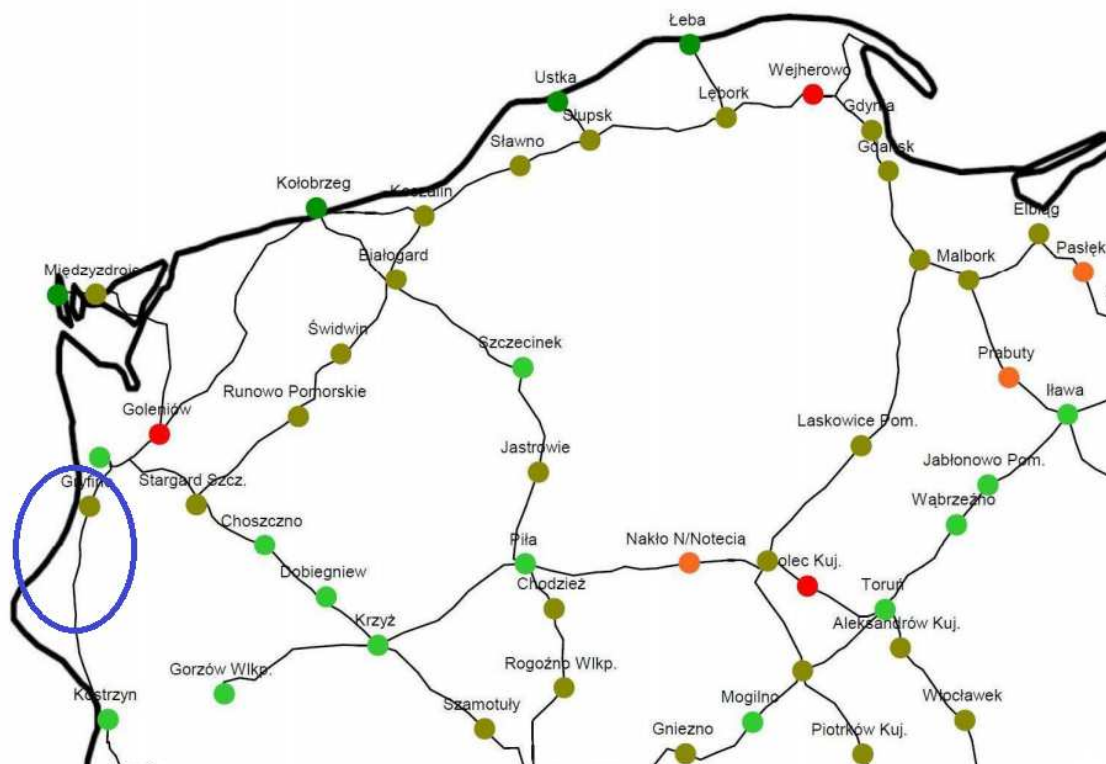 Łeba
Wejherowo
Ustka
Lębork
Słupsk
Gdynia
Sławno
Gdańsk
Kołobrzeg
Koszalin
Elbląg
Pasłęk
Białogard
Malbork
Międzyzdroje
Świdwin
Szczecinek
Prabuty
Runowo Pomorskie
Iława
Goleniów
Laskowice Pom.
Jastrowie
Jabłonowo Pom.
Gryfino
Stargard Szcz.
Wąbrzeźno
Choszczno
Piła
Nakło N/Notecią
olec Kuj.
Dobiegniew
Chodzież
Toruń
Krzyż
Aleksandrów Kuj.
Gorzów Wlkp.
Rogoźno Wlkp.
Kostrzyn
Mogilno
Włocławek
Szamotuły
Gniezno
Piotrków Kuj.